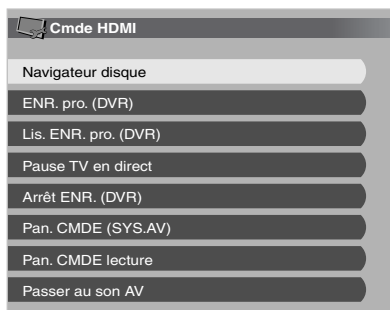 Cmde HDMI
Navigateur disque
ENR. pro. (DVR)
Lis. ENR. pro. (DVR)
Pause TV en direct
Arrêt ENR. (DVR)
Pan. CMDE (SYS.AV)
Pan. CMDE lecture
Passer au son AV